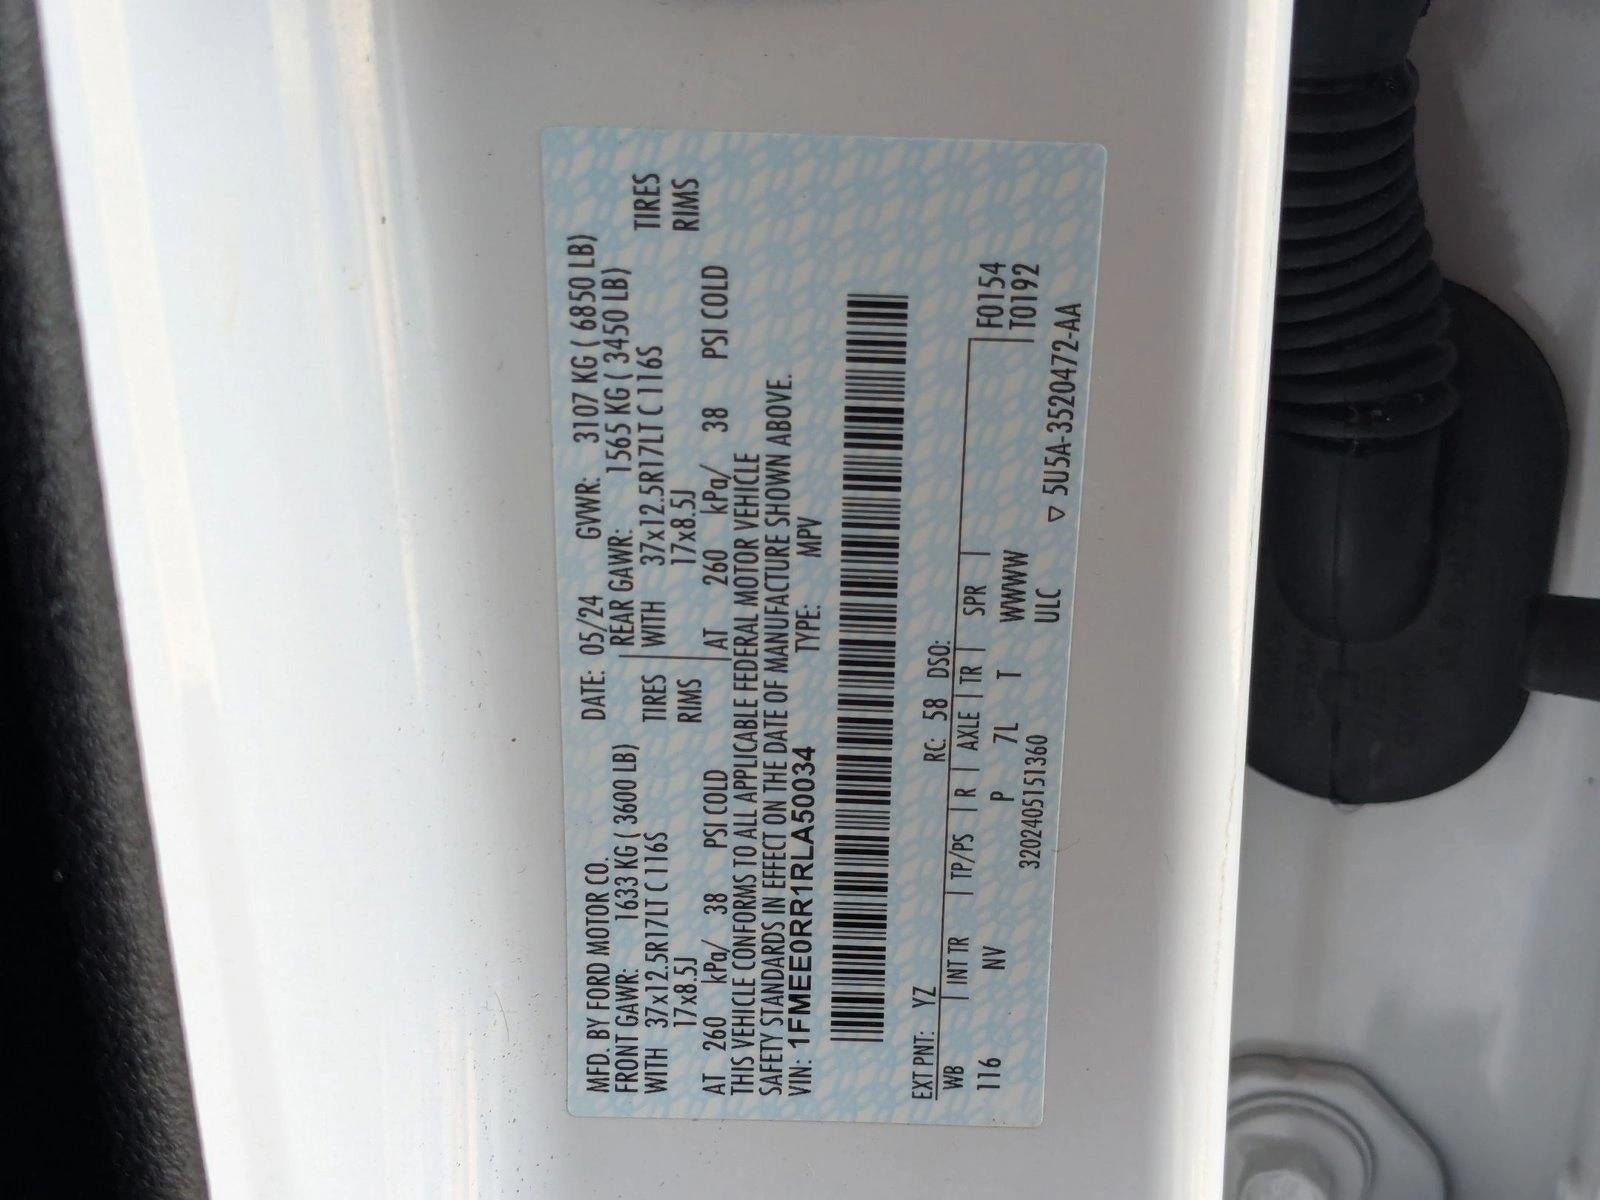 MFD. BY FORD MOTOR CO. DATE: 05/24 GVWR: 3107 KG ( 6850 LB)
FRONT GAWR: 1633 KG ( 3600 LB) REAR GAWR: 1565 KG ( 3450 LB)
WITH 37x12.5R17LT C 116S TIRES WITH 37x12.5R17LT C 116S TIRES
17x8.5J RIMS 17x8.5J RIMS
AT 260 kPa/ 38 PSI COLD AT 260 kPa/ 38 PSI COLD
THIS VEHICLE CONFORMS TO ALL APPLICABLE FEDERAL MOTOR VEHICLE
SAFETY STANDARDS IN EFFECT ON THE DATE OF MANUFACTURE SHOWN ABOVE.
VIN: 1FMEE0RR1RLA50034 TYPE: MPV
EXT PNT: YZ RC: 58 DSO:
WB INT TR TP/PS R AXLE TR SPR F0154
116 NV P 7L T WWWW T0192
3202405151360 ULC ▽ 5U5A-3520472-AA